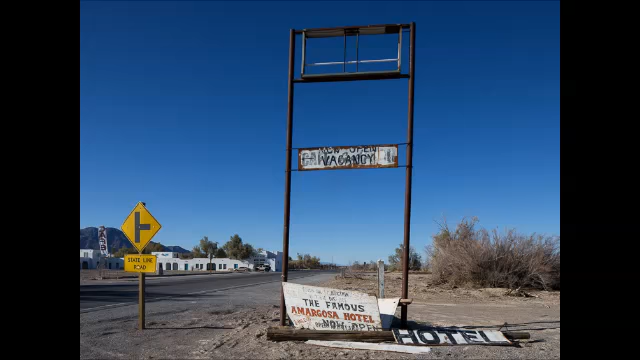 NOW OPEN
VACANCY
STATE LINE
ROAD
THE FAMOUS
AMARGOSA HOTEL
NOW OPEN
HOTEL